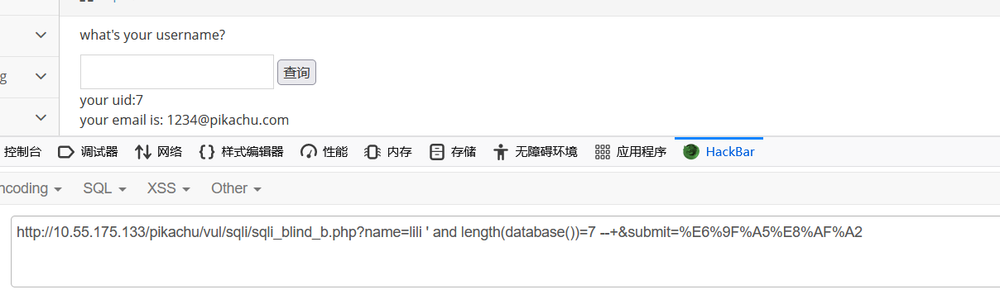 what's your username?
查询
g
your uid:7
your email is: 1234@pikachu.com
控制台 调试器 网络 样式编辑器 性能 内存 存储 无障碍环境 应用程序 HackBar
ncoding SQL XSS Other
http://10.55.175.133/pikachu/vul/sqli/sqli_blind_b.php?name=lili ' and length(database())=7 --+&submit=%E6%9F%A5%E8%AF%A2